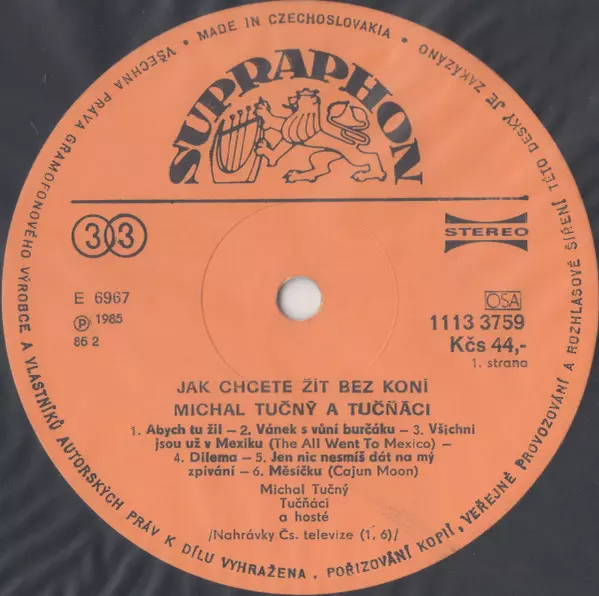 VŠECHNA PRÁVA GRAMOFONOVÉHO VÝROBCE A VLASTNÍKŮ AUTORSKÝCH PRÁV K DÍLU VYHRAŽENA • POŘIZOVÁNÍ KOPIÍ, VEŘEJNÉ PROVOZOVÁNÍ A ROZHLASOVÉ ŠÍŘENÍ TÉTO DESKY JE ZAKÁZÁNO • MADE IN CZECHOSLOVAKIA •
SUPRAPHON
33
STEREO
E 6967
℗ 1985
86 2
OSA
1113 3759
Kčs 44,-
1. strana
JAK CHCETE ŽÍT BEZ KONÍ
MICHAL TUČNÝ A TUČŇÁCI
1. Abych tu žil – 2. Vánek s vůní burčáku – 3. Všichni
jsou už v Mexiku (The All Went To Mexico) –
4. Dilema – 5. Jen nic nesmíš dát na mý
zpívání – 6. Měsíčku (Cajun Moon)
Michal Tučný
Tučňáci
a hosté
/Nahrávky Čs. televize (1, 6)/